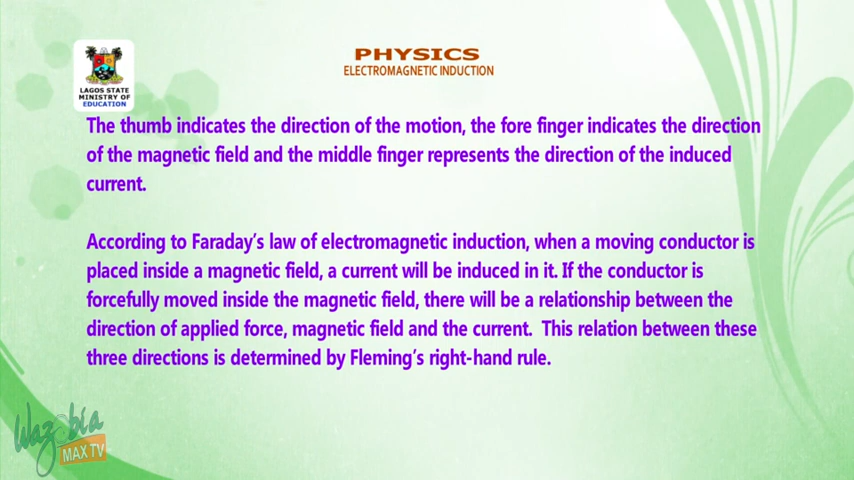 LAGOS STATE
MINISTRY OF
EDUCATION
PHYSICS
ELECTROMAGNETIC INDUCTION
The thumb indicates the direction of the motion, the fore finger indicates the direction
of the magnetic field and the middle finger represents the direction of the induced
current.
According to Faraday's law of electromagnetic induction, when a moving conductor is
placed inside a magnetic field, a current will be induced in it. If the conductor is
forcefully moved inside the magnetic field, there will be a relationship between the
direction of applied force, magnetic field and the current.  This relation between these
three directions is determined by Fleming's right-hand rule.
Wazobia
MAX TV